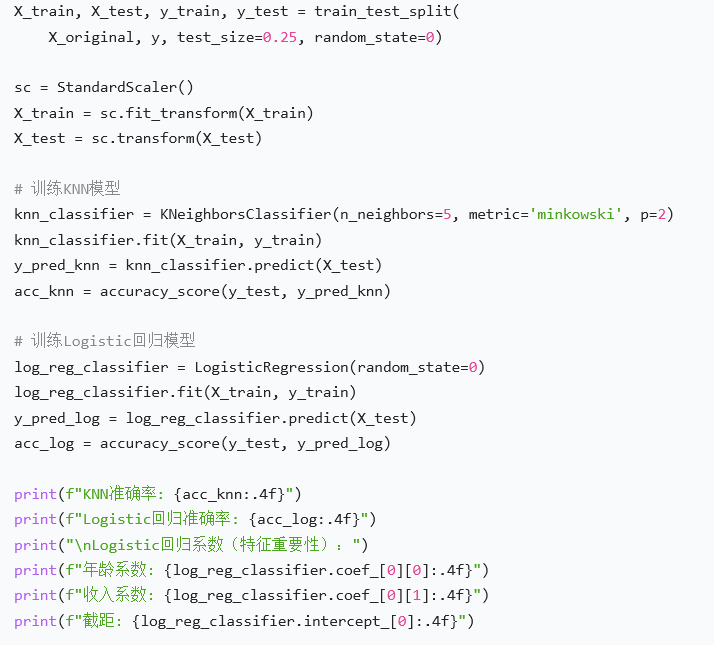 X_train, X_test, y_train, y_test = train_test_split(
    X_original, y, test_size=0.25, random_state=0)

sc = StandardScaler()
X_train = sc.fit_transform(X_train)
X_test = sc.transform(X_test)

# 训练KNN模型
knn_classifier = KNeighborsClassifier(n_neighbors=5, metric='minkowski', p=2)
knn_classifier.fit(X_train, y_train)
y_pred_knn = knn_classifier.predict(X_test)
acc_knn = accuracy_score(y_test, y_pred_knn)

# 训练Logistic回归模型
log_reg_classifier = LogisticRegression(random_state=0)
log_reg_classifier.fit(X_train, y_train)
y_pred_log = log_reg_classifier.predict(X_test)
acc_log = accuracy_score(y_test, y_pred_log)

print(f"KNN准确率: {acc_knn:.4f}")
print(f"Logistic回归准确率: {acc_log:.4f}")
print("\nLogistic回归系数（特征重要性）：")
print(f"年龄系数: {log_reg_classifier.coef_[0][0]:.4f}")
print(f"收入系数: {log_reg_classifier.coef_[0][1]:.4f}")
print(f"截距: {log_reg_classifier.intercept_[0]:.4f}")